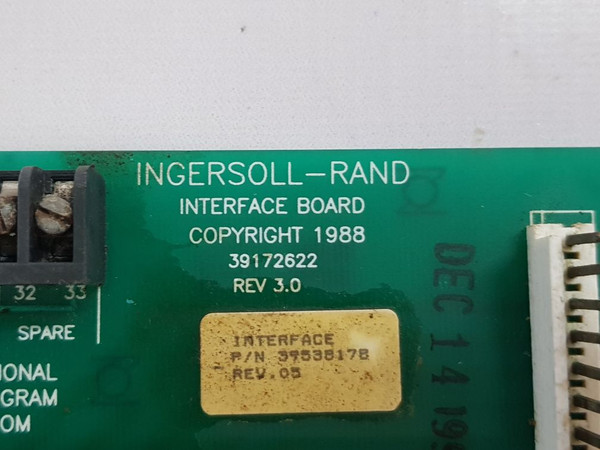 INGERSOLL-RAND
INTERFACE BOARD
COPYRIGHT 1988
39172622
REV 3.0
32 33
SPARE
INTERFACE
P/N 39538178
REV.05
DEC 14 199
IONAL
GRAM
OM